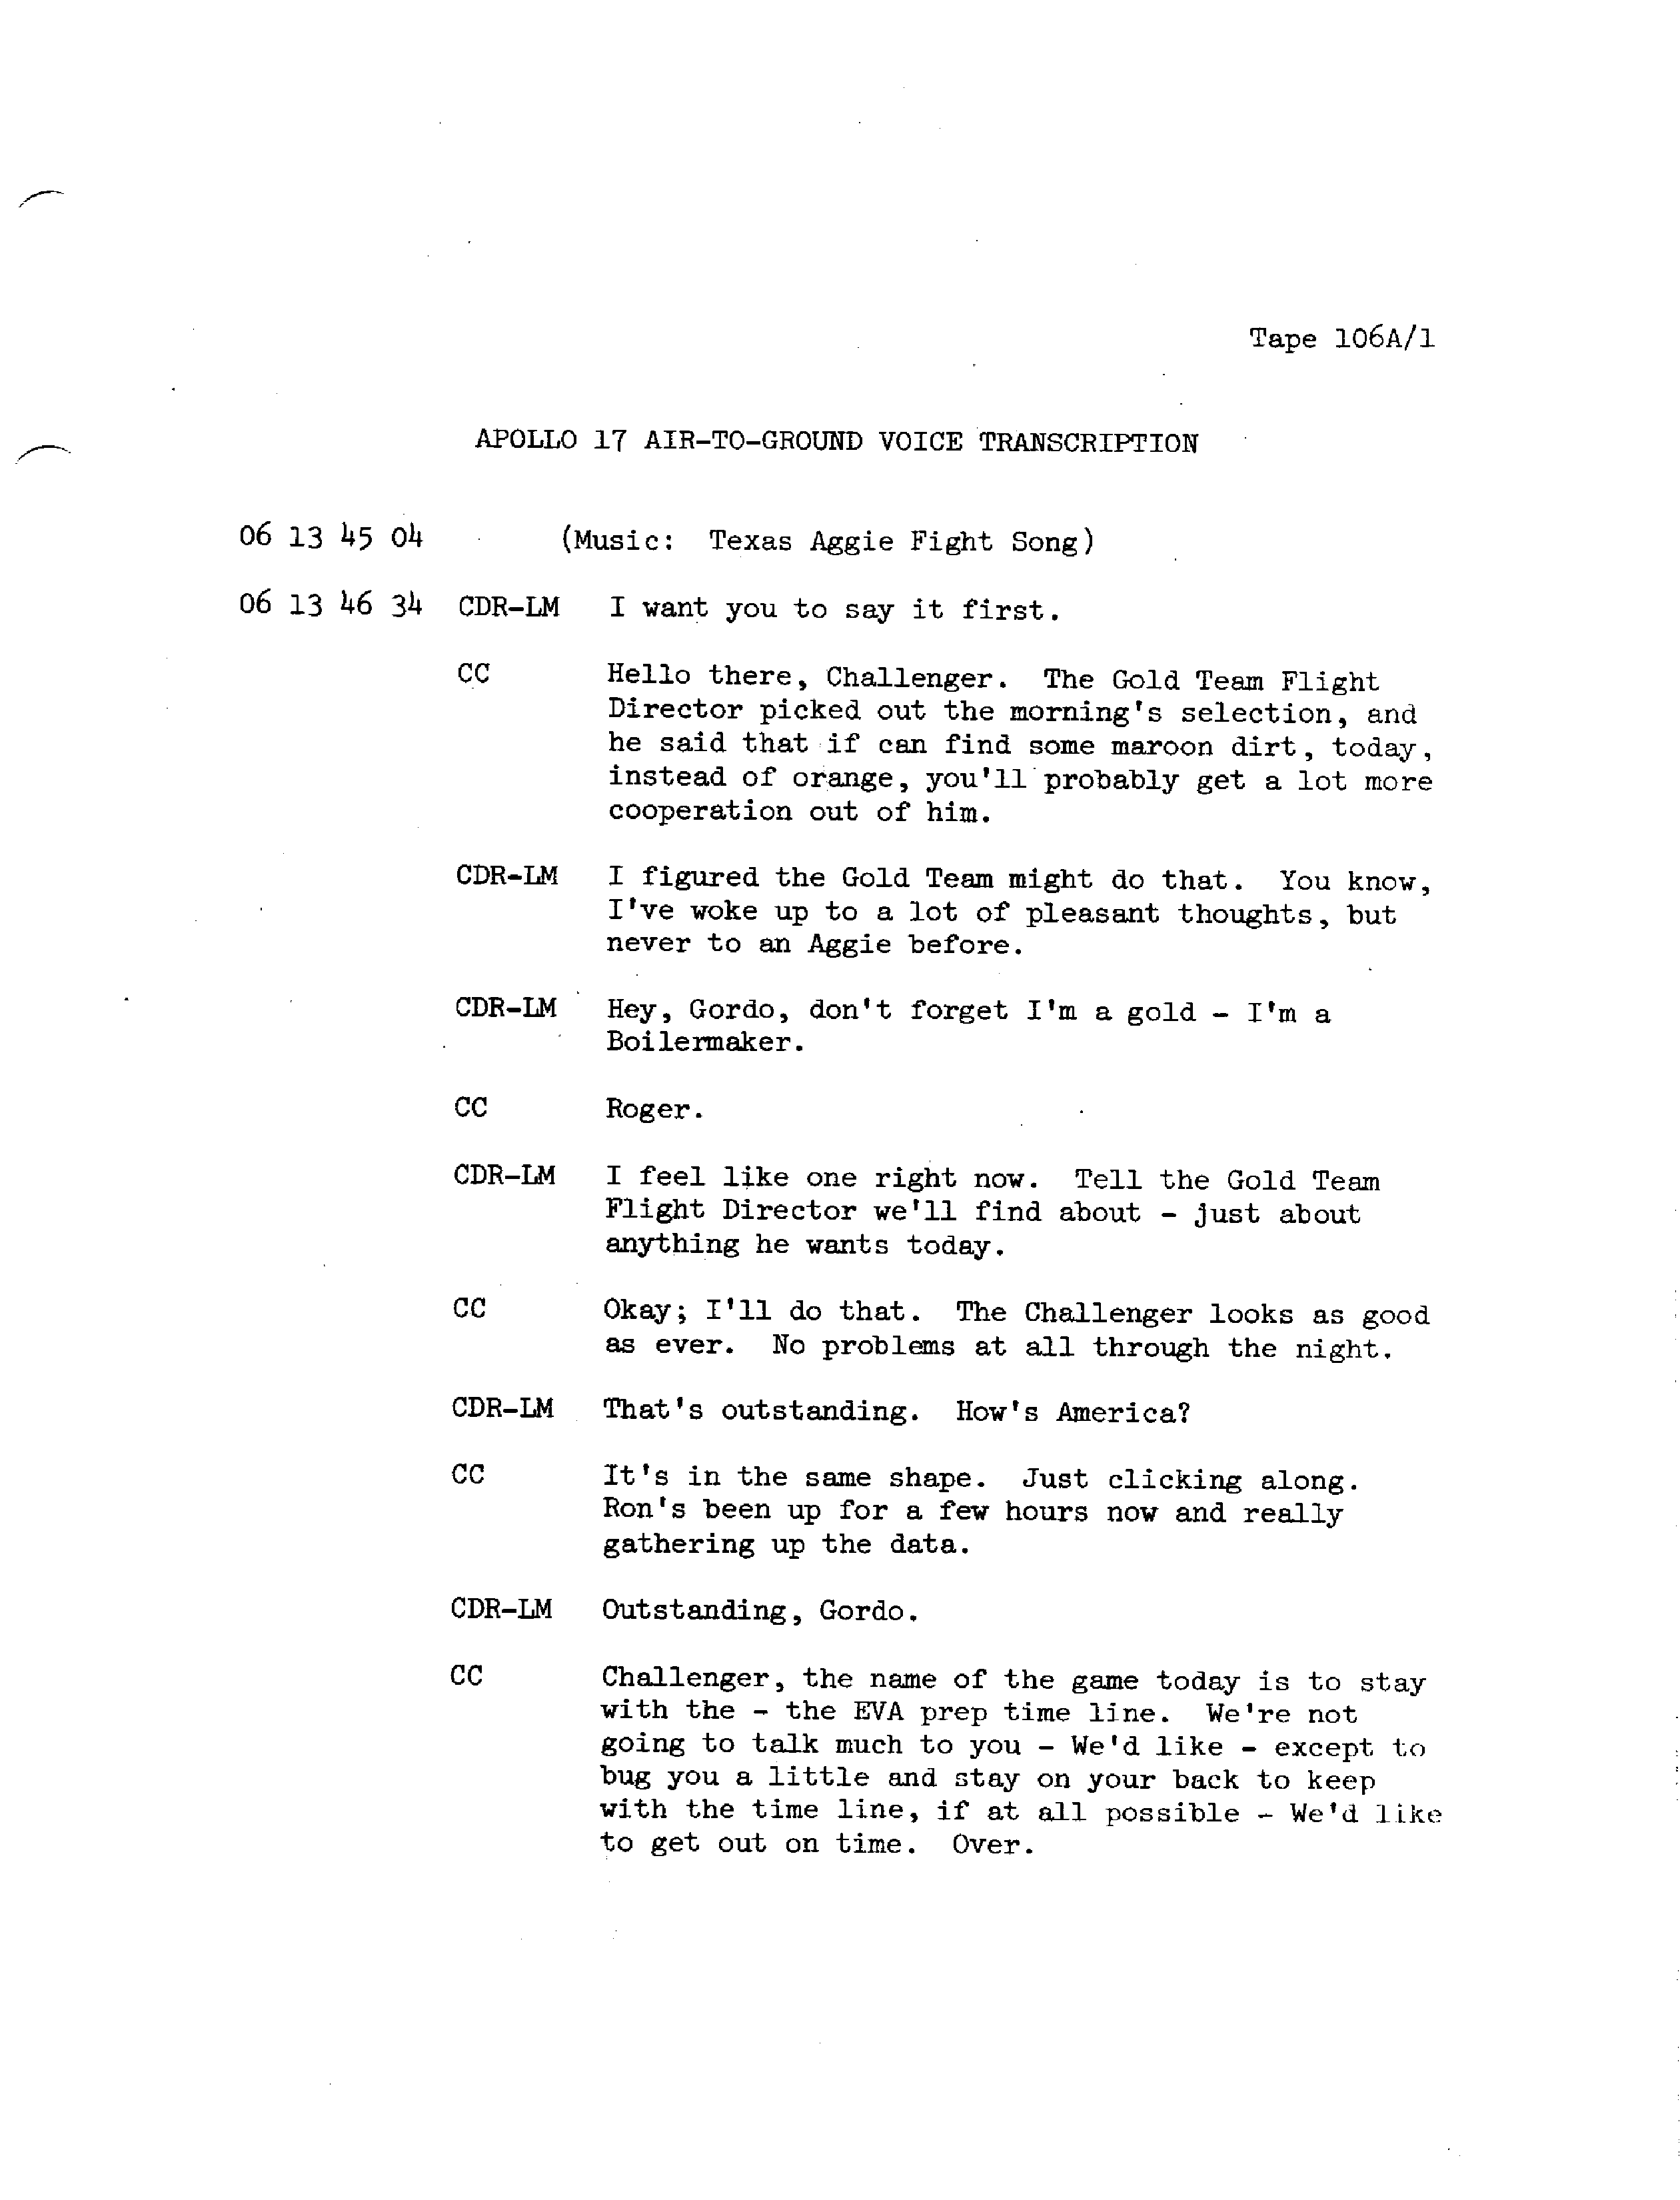 Tape 106A/1
APOLLO 17 AIR-TO-GROUND VOICE TRANSCRIPTION
06 13 45 04 (Music: Texas Aggie Fight Song)
06 13 46 34 CDR-LM I want you to say it first.
CC Hello there, Challenger. The Gold Team Flight
Director picked out the morning's selection, and
he said that if can find some maroon dirt, today,
instead of orange, you'll probably get a lot more
cooperation out of him.
CDR-LM I figured the Gold Team might do that. You know,
I've woke up to a lot of pleasant thoughts, but
never to an Aggie before.
CDR-LM Hey, Gordo, don't forget I'm a gold - I'm a
Boilermaker.
CC Roger.
CDR-LM I feel like one right now. Tell the Gold Team
Flight Director we'll find about - just about
anything he wants today.
CC Okay; I'll do that. The Challenger looks as good
as ever. No problems at all through the night.
CDR-LM That's outstanding. How's America?
CC It's in the same shape. Just clicking along.
Ron's been up for a few hours now and really
gathering up the data.
CDR-LM Outstanding, Gordo.
CC Challenger, the name of the game today is to stay
with the - the EVA prep time line. We're not
going to talk much to you - We'd like - except to
bug you a little and stay on your back to keep
with the time line, if at all possible - We'd like
to get out on time. Over.